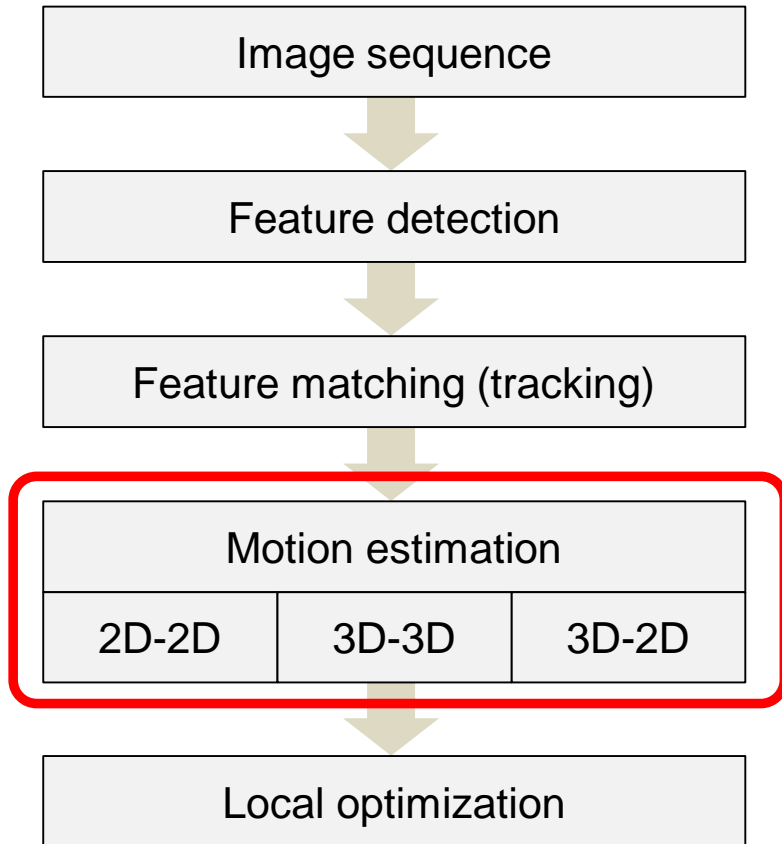 Image sequence
Feature detection
Feature matching (tracking)
Motion estimation
2D-2D 3D-3D 3D-2D
Local optimization